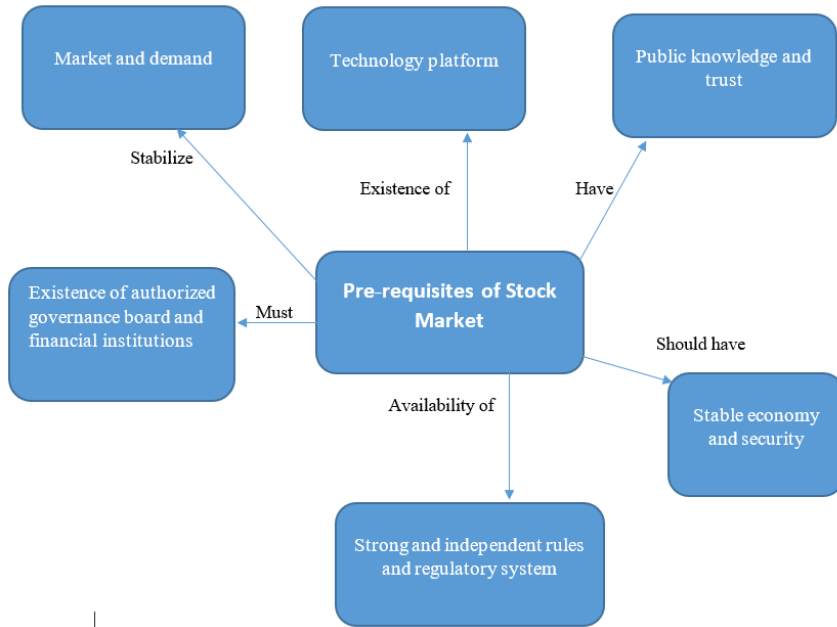 Market and demand
Technology platform
Public knowledge and
trust
Stabilize
Existence of
Have
Existence of authorized
governance board and
financial institutions
Must
Pre-requisites of Stock
Market
Should have
Availability of
Stable economy
and security
Strong and independent rules
and regulatory system